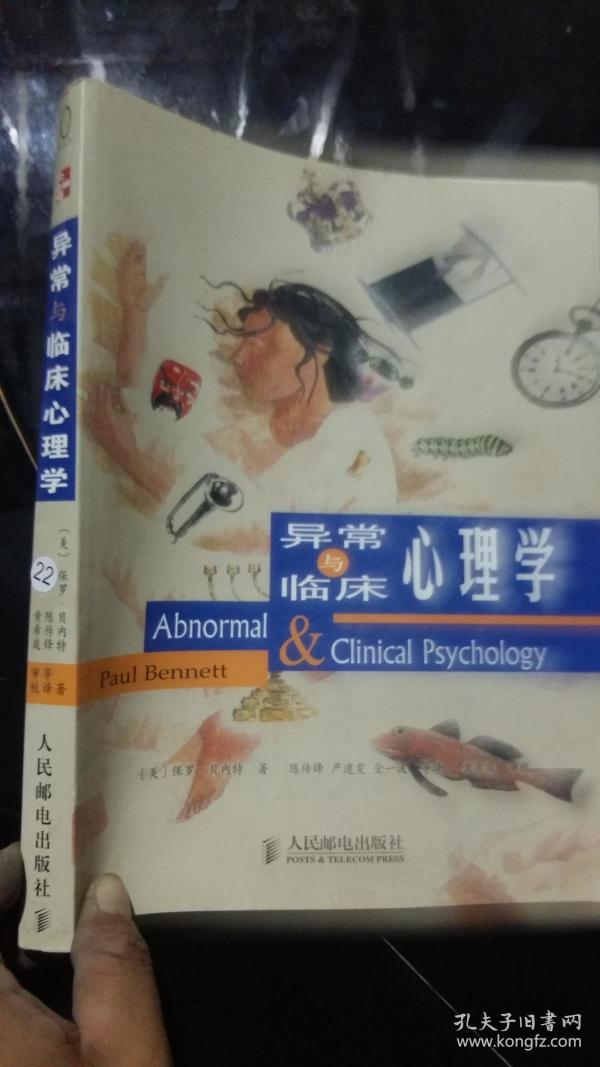 异常与临床心理学
〔美〕保罗·贝内特 著
陈传锋 等译
黄希庭 审校
22
人民邮电出版社
异常
与
临床
心理学
Abnormal
& Clinical Psychology
Paul Bennett
〔美〕保罗·贝内特 著 陈传锋 严建雯 金一波 等译
人民邮电出版社
POSTS & TELECOM PRESS
孔夫子旧书网
www.kongfz.com